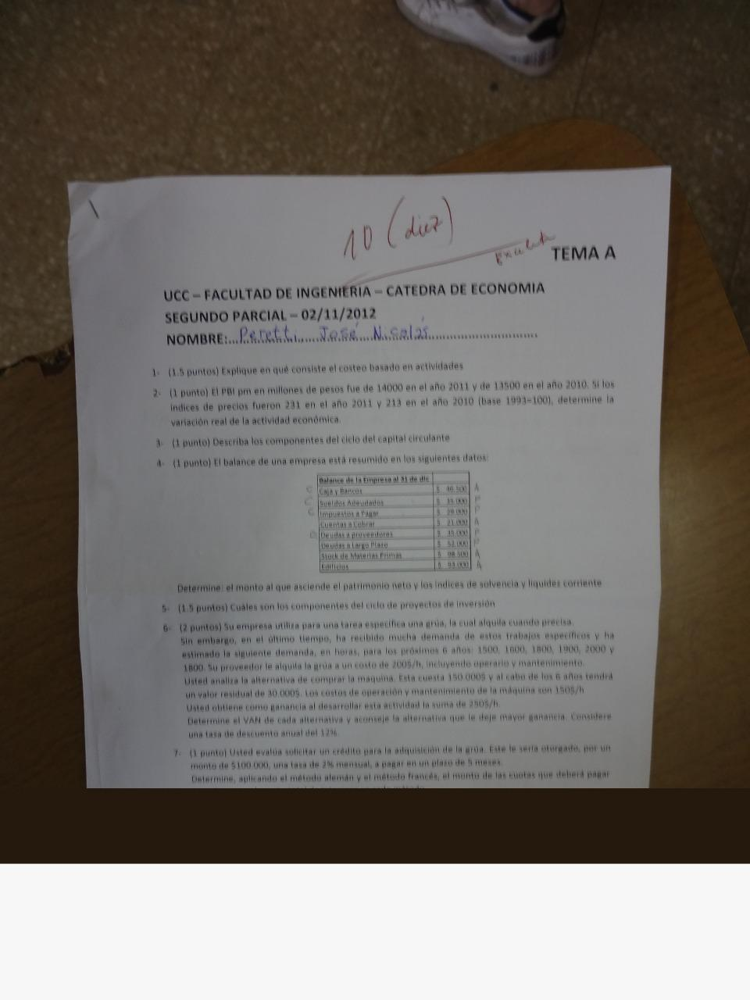 10 (diez)
TEMA A
UCC – FACULTAD DE INGENIERIA – CATEDRA DE ECONOMIA
SEGUNDO PARCIAL – 02/11/2012
NOMBRE: Peretti José Nicolás
1- (1.5 puntos) Explique en qué consiste el costeo basado en actividades
2- (1 punto) El PBI pm en millones de pesos fue de 14000 en el año 2011 y de 13500 en el año 2010. Si los
índices de precios fueron 231 en el año 2011 y 213 en el año 2010 (base 1993=100), determine la
variación real de la actividad económica.
3- (1 punto) Describa los componentes del ciclo del capital circulante
4- (1 punto) El balance de una empresa está resumido en los siguientes datos:
Balance de la Empresa al 31 de dic
C Caja y Bancos $ 46.500 A
C Sueldos Adeudados $ 35.000 P
C Impuestos a Pagar $ 29.000 P
Cuentas a Cobrar $ 21.000 A
Deudas a proveedores $ 35.000 P
Deudas a Largo Plazo $ 52.000 P
Stock de Materias Primas $ 98.500 A
Edificios $ 93.000 A
Determine: el monto al que asciende el patrimonio neto y los índices de solvencia y liquidez corriente
5- (1.5 puntos) Cuáles son los componentes del ciclo de proyectos de inversión
6- (2 puntos) Su empresa utiliza para una tarea específica una grúa, la cual alquila cuando precisa.
Sin embargo, en el último tiempo, ha recibido mucha demanda de estos trabajos específicos y ha
estimado la siguiente demanda, en horas, para los próximos 6 años: 1500, 1600, 1800, 1900, 2000 y
1800. Su proveedor le alquila la grúa a un costo de 200$/h, incluyendo operario y mantenimiento.
Usted analiza la alternativa de comprar la maquina. Esta cuesta 150.000$ y al cabo de los 6 años tendrá
un valor residual de 30.000$. Los costos de operación y mantenimiento de la máquina son 150$/h
Usted obtiene como ganancia al desarrollar esta actividad la suma de 250$/h.
Determine el VAN de cada alternativa y aconseje la alternativa que le deje mayor ganancia. Considere
una tasa de descuento anual del 12%.
7- (1 punto) Usted evalúa solicitar un crédito para la adquisición de la grúa. Este le sería otorgado, por un
monto de $100.000, una tasa de 2% mensual, a pagar en un plazo de 5 meses.
Determine, aplicando el método alemán y el método francés, el monto de las cuotas que deberá pagar